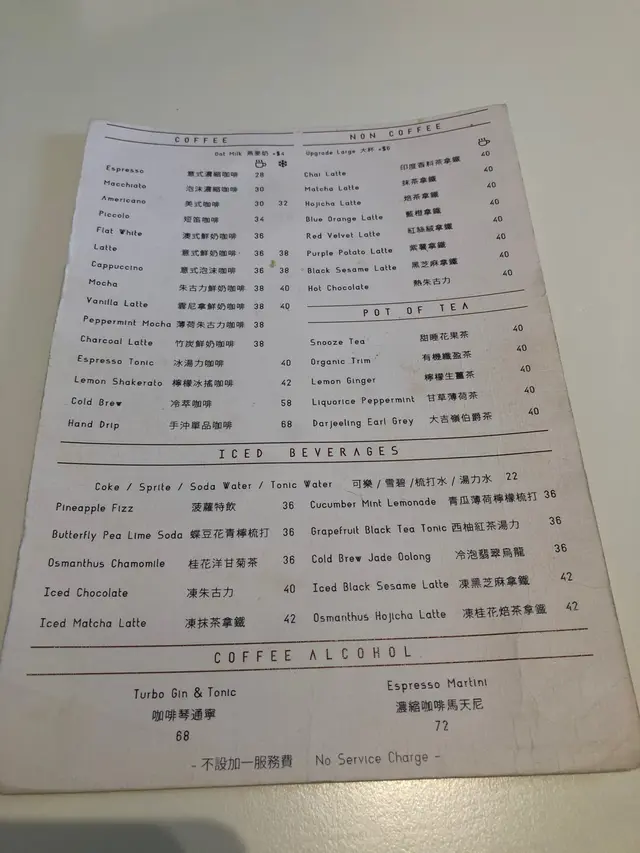 COFFEE
Oat Milk 燕麥奶 +$4
Espresso 意式濃縮咖啡 28
Macchiato 泡沫濃縮咖啡 30
Americano 美式咖啡 30 32
Piccolo 短笛咖啡 34
Flat White 澳式鮮奶咖啡 36
Latte 意式鮮奶咖啡 36 38
Cappuccino 意式泡沫咖啡 36 38
Mocha 朱古力鮮奶咖啡 38 40
Vanilla Latte 雲尼拿鮮奶咖啡 38 40
Peppermint Mocha 薄荷朱古力咖啡 38
Charcoal Latte 竹炭鮮奶咖啡 38
Espresso Tonic 冰湯力咖啡 40
Lemon Shakerato 檸檬冰搖咖啡 42
Cold Brew 冷萃咖啡 58
Hand Drip 手沖單品咖啡 68
NON COFFEE
Upgrade Large 大杯 +$6
Chai Latte 印度香料茶拿鐵 40
Matcha Latte 抹茶拿鐵 40
Hojicha Latte 焙茶拿鐵 40
Blue Orange Latte 藍橙拿鐵 40
Red Velvet Latte 紅絲絨拿鐵 40
Purple Potato Latte 紫薯拿鐵 40
Black Sesame Latte 黑芝麻拿鐵 40
Hot Chocolate 熱朱古力 40
POT OF TEA
Snooze Tea 甜睡花果茶 40
Organic Trim 有機纖盈茶 40
Lemon Ginger 檸檬生薑茶 40
Liquorice Peppermint 甘草薄荷茶 40
Darjeeling Earl Grey 大吉嶺伯爵茶 40
ICED BEVERAGES
Coke / Sprite / Soda Water / Tonic Water 可樂 / 雪碧 / 梳打水 / 湯力水 22
Pineapple Fizz 菠蘿特飲 36
Butterfly Pea Lime Soda 蝶豆花青檸梳打 36
Osmanthus Chamomile 桂花洋甘菊茶 36
Iced Chocolate 凍朱古力 40
Iced Matcha Latte 凍抹茶拿鐵 42
Cucumber Mint Lemonade 青瓜薄荷檸檬梳打 36
Grapefruit Black Tea Tonic 西柚紅茶湯力 36
Cold Brew Jade Oolong 冷泡翡翠烏龍 36
Iced Black Sesame Latte 凍黑芝麻拿鐵 42
Osmanthus Hojicha Latte 凍桂花焙茶拿鐵 42
COFFEE ALCOHOL
Turbo Gin & Tonic
咖啡琴通寧
68
Espresso Martini
濃縮咖啡馬天尼
72
- 不設加一服務費 No Service Charge -